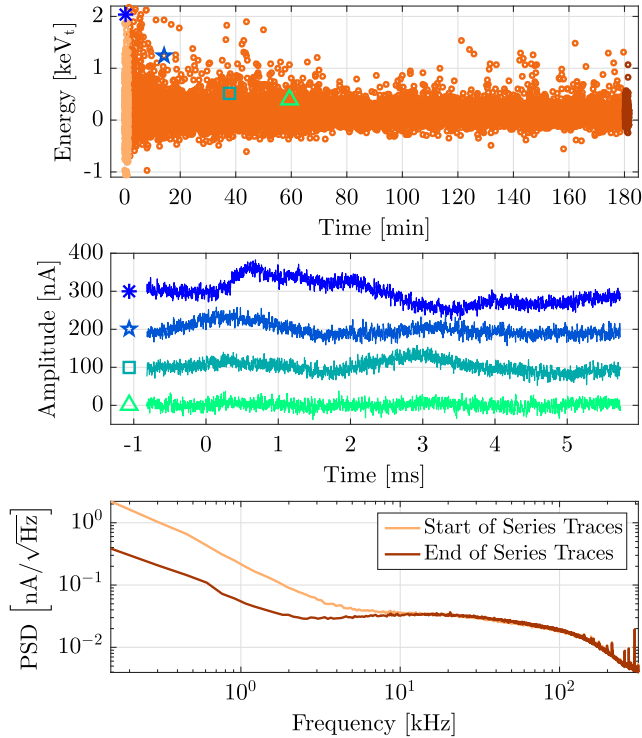 2
1
0
-1
Energy [keVt]
0 20 40 60 80 100 120 140 160 180
Time [min]
400
300
200
100
0
Amplitude [nA]
-1 0 1 2 3 4 5
Time [ms]
10^0
10^-1
10^-2
PSD [nA/√Hz]
Start of Series Traces
End of Series Traces
10^0 10^1 10^2
Frequency [kHz]